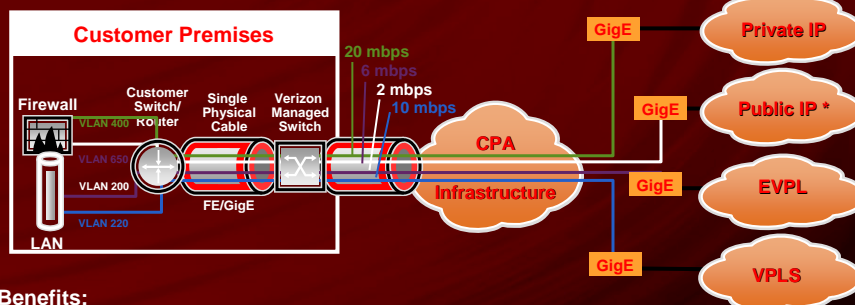 Customer Premises
Firewall
Customer
Switch/
Router
Single
Physical
Cable
Verizon
Managed
Switch
VLAN 400
VLAN 650
VLAN 200
VLAN 220
LAN
FE/GigE
20 mbps
6 mbps
2 mbps
10 mbps
CPA
Infrastructure
GigE
Private IP
GigE
Public IP *
GigE
EVPL
GigE
VPLS
Benefits: